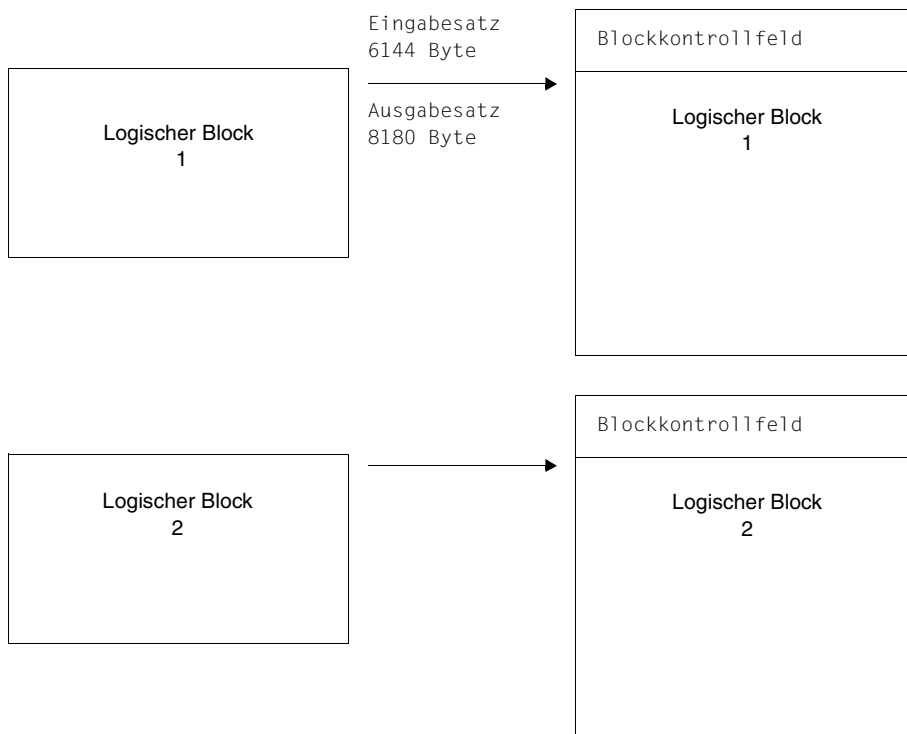 Eingabesatz
6144 Byte
Blockkontrollfeld
Logischer Block
1
Ausgabesatz
8180 Byte
Logischer Block
1
Blockkontrollfeld
Logischer Block
2
Logischer Block
2